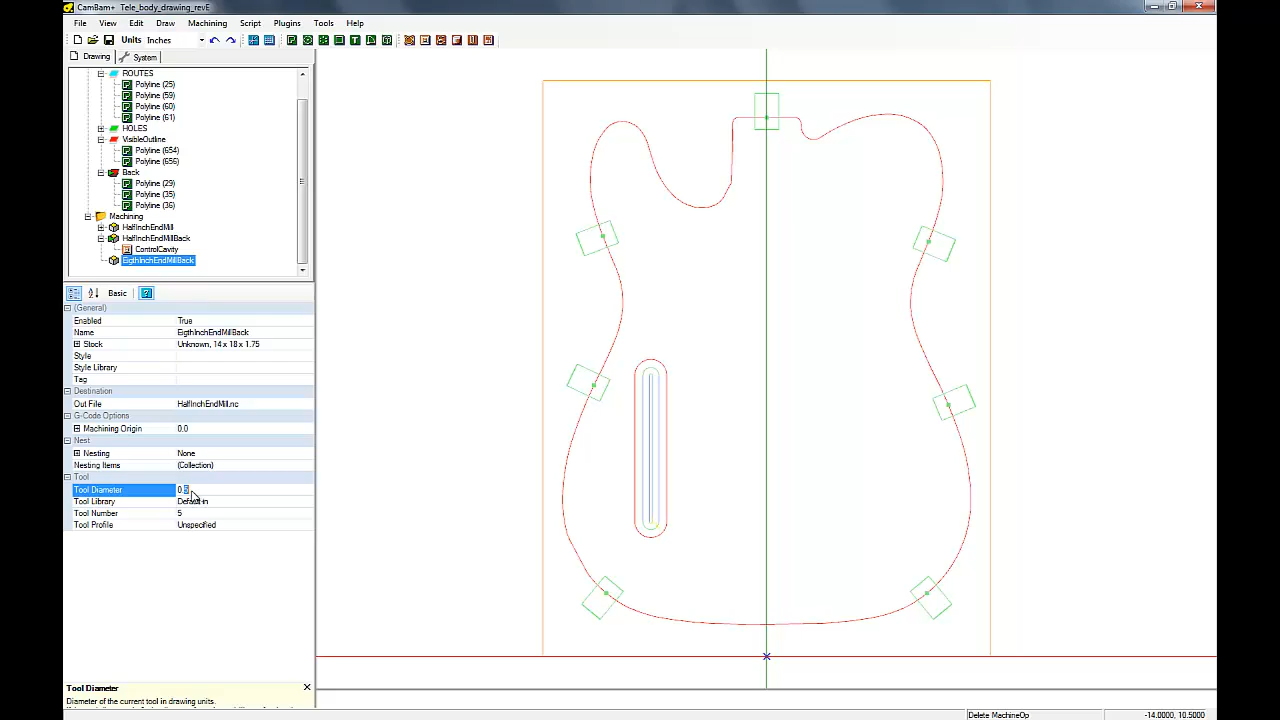 CamBam+ Tele_body_drawing_revE
File View Edit Draw Machining Script Plugins Tools Help
Units Inches
Drawing System
ROUTES
Polyline (25)
Polyline (59)
Polyline (60)
Polyline (61)
HOLES
VisibleOutline
Polyline (654)
Polyline (656)
Back
Polyline (29)
Polyline (35)
Polyline (36)
Machining
HalfInchEndMill
HalfInchEndMillBack
ControlCavity
EigthInchEndMillBack
Basic
(General)
Enabled True
Name EigthInchEndMillBack
Stock Unknown, 14 x 18 x 1.75
Style
Style Library
Tag
Destination
Out File HalfInchEndMill.nc
G-Code Options
Machining Origin 0,0
Nest
Nesting None
Nesting Items (Collection)
Tool
Tool Diameter 0.5
Tool Library Default-in
Tool Number 5
Tool Profile Unspecified
Tool Diameter
Diameter of the current tool in drawing units.
Delete MachineOp -14.0000, 10.5000